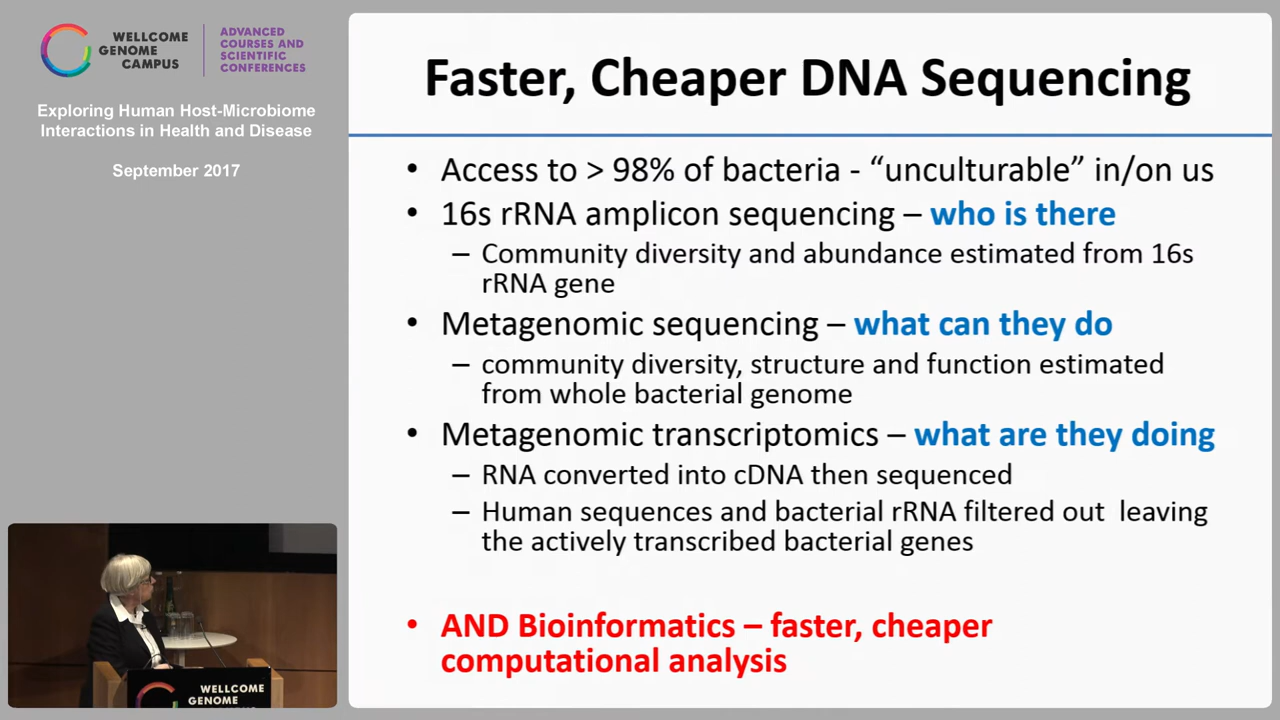 WELLCOME
GENOME
CAMPUS
ADVANCED
COURSES AND
SCIENTIFIC
CONFERENCES
Exploring Human Host-Microbiome
Interactions in Health and Disease
September 2017
Faster, Cheaper DNA Sequencing
• Access to > 98% of bacteria - “unculturable” in/on us
• 16s rRNA amplicon sequencing – who is there
– Community diversity and abundance estimated from 16s
rRNA gene
• Metagenomic sequencing – what can they do
– community diversity, structure and function estimated
from whole bacterial genome
• Metagenomic transcriptomics – what are they doing
– RNA converted into cDNA then sequenced
– Human sequences and bacterial rRNA filtered out leaving
the actively transcribed bacterial genes
• AND Bioinformatics – faster, cheaper
computational analysis
WELLCOME
GENOME